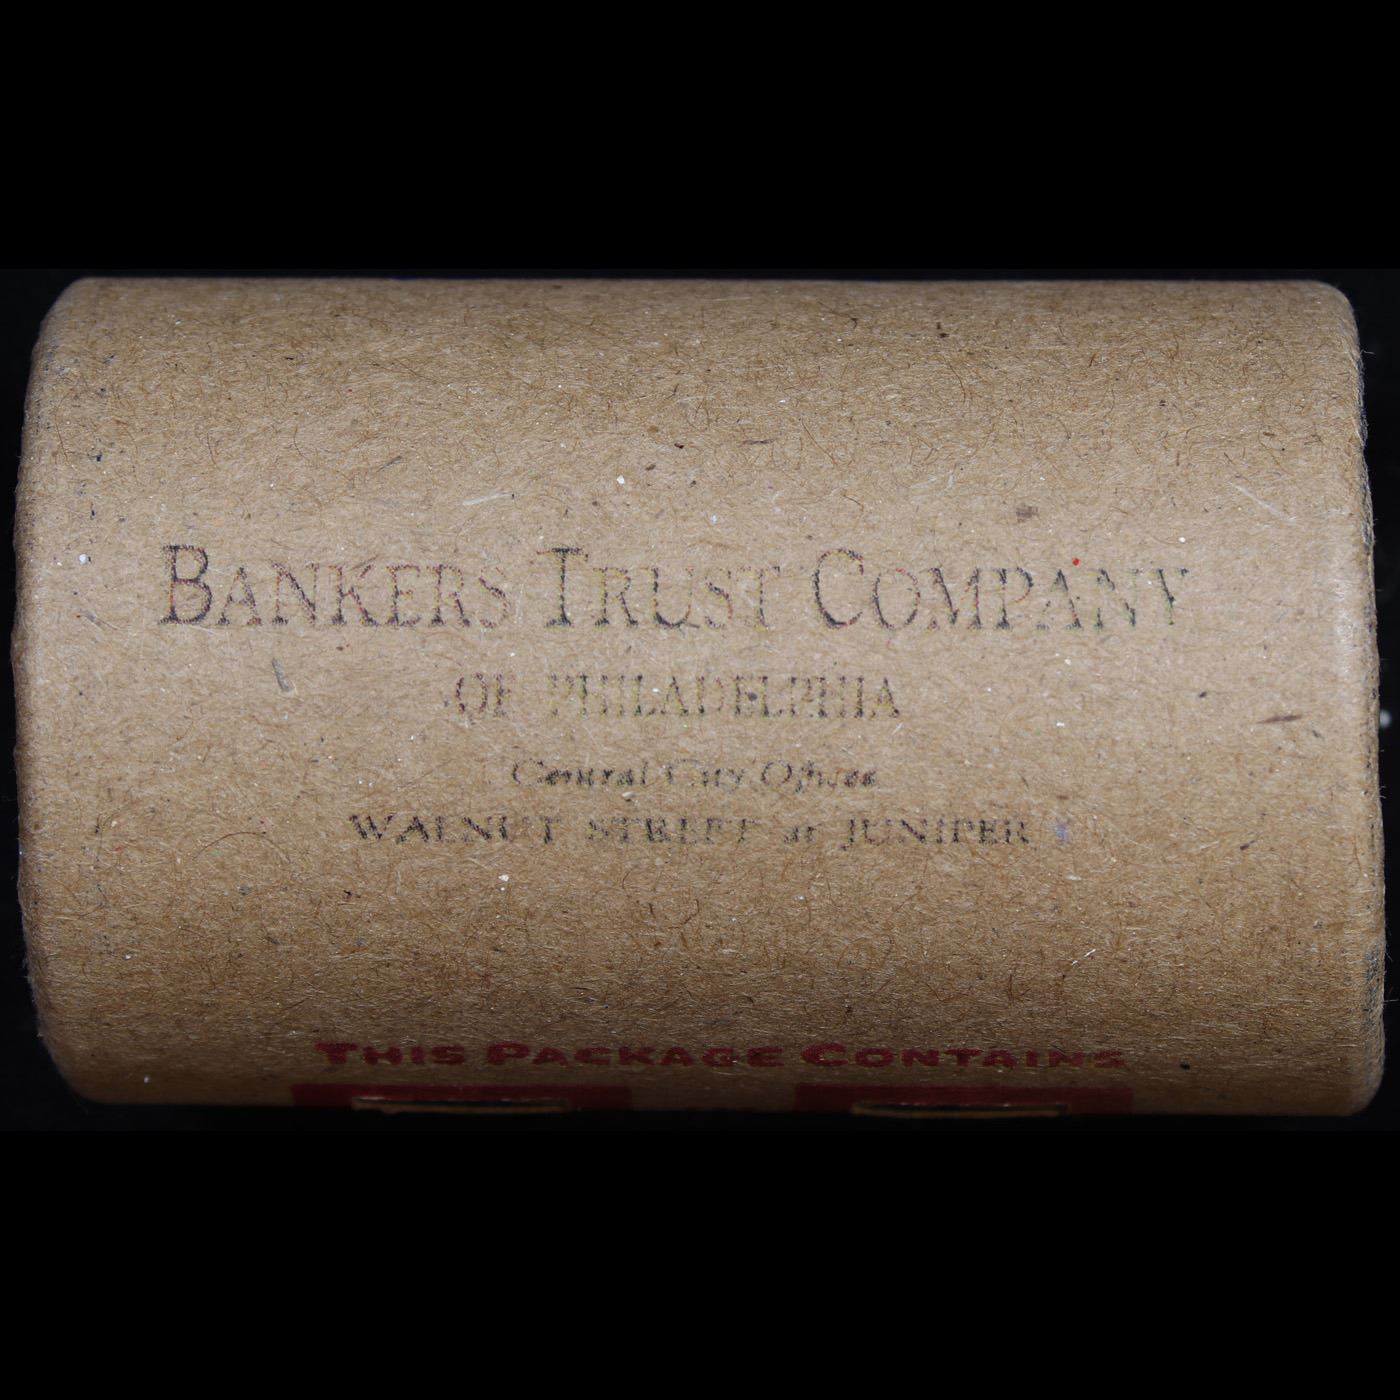 BANKERS TRUST COMPANY
OF PHILADELPHIA
Central City Offices
WALNUT STREET at JUNIPER
THIS PACKAGE CONTAINS